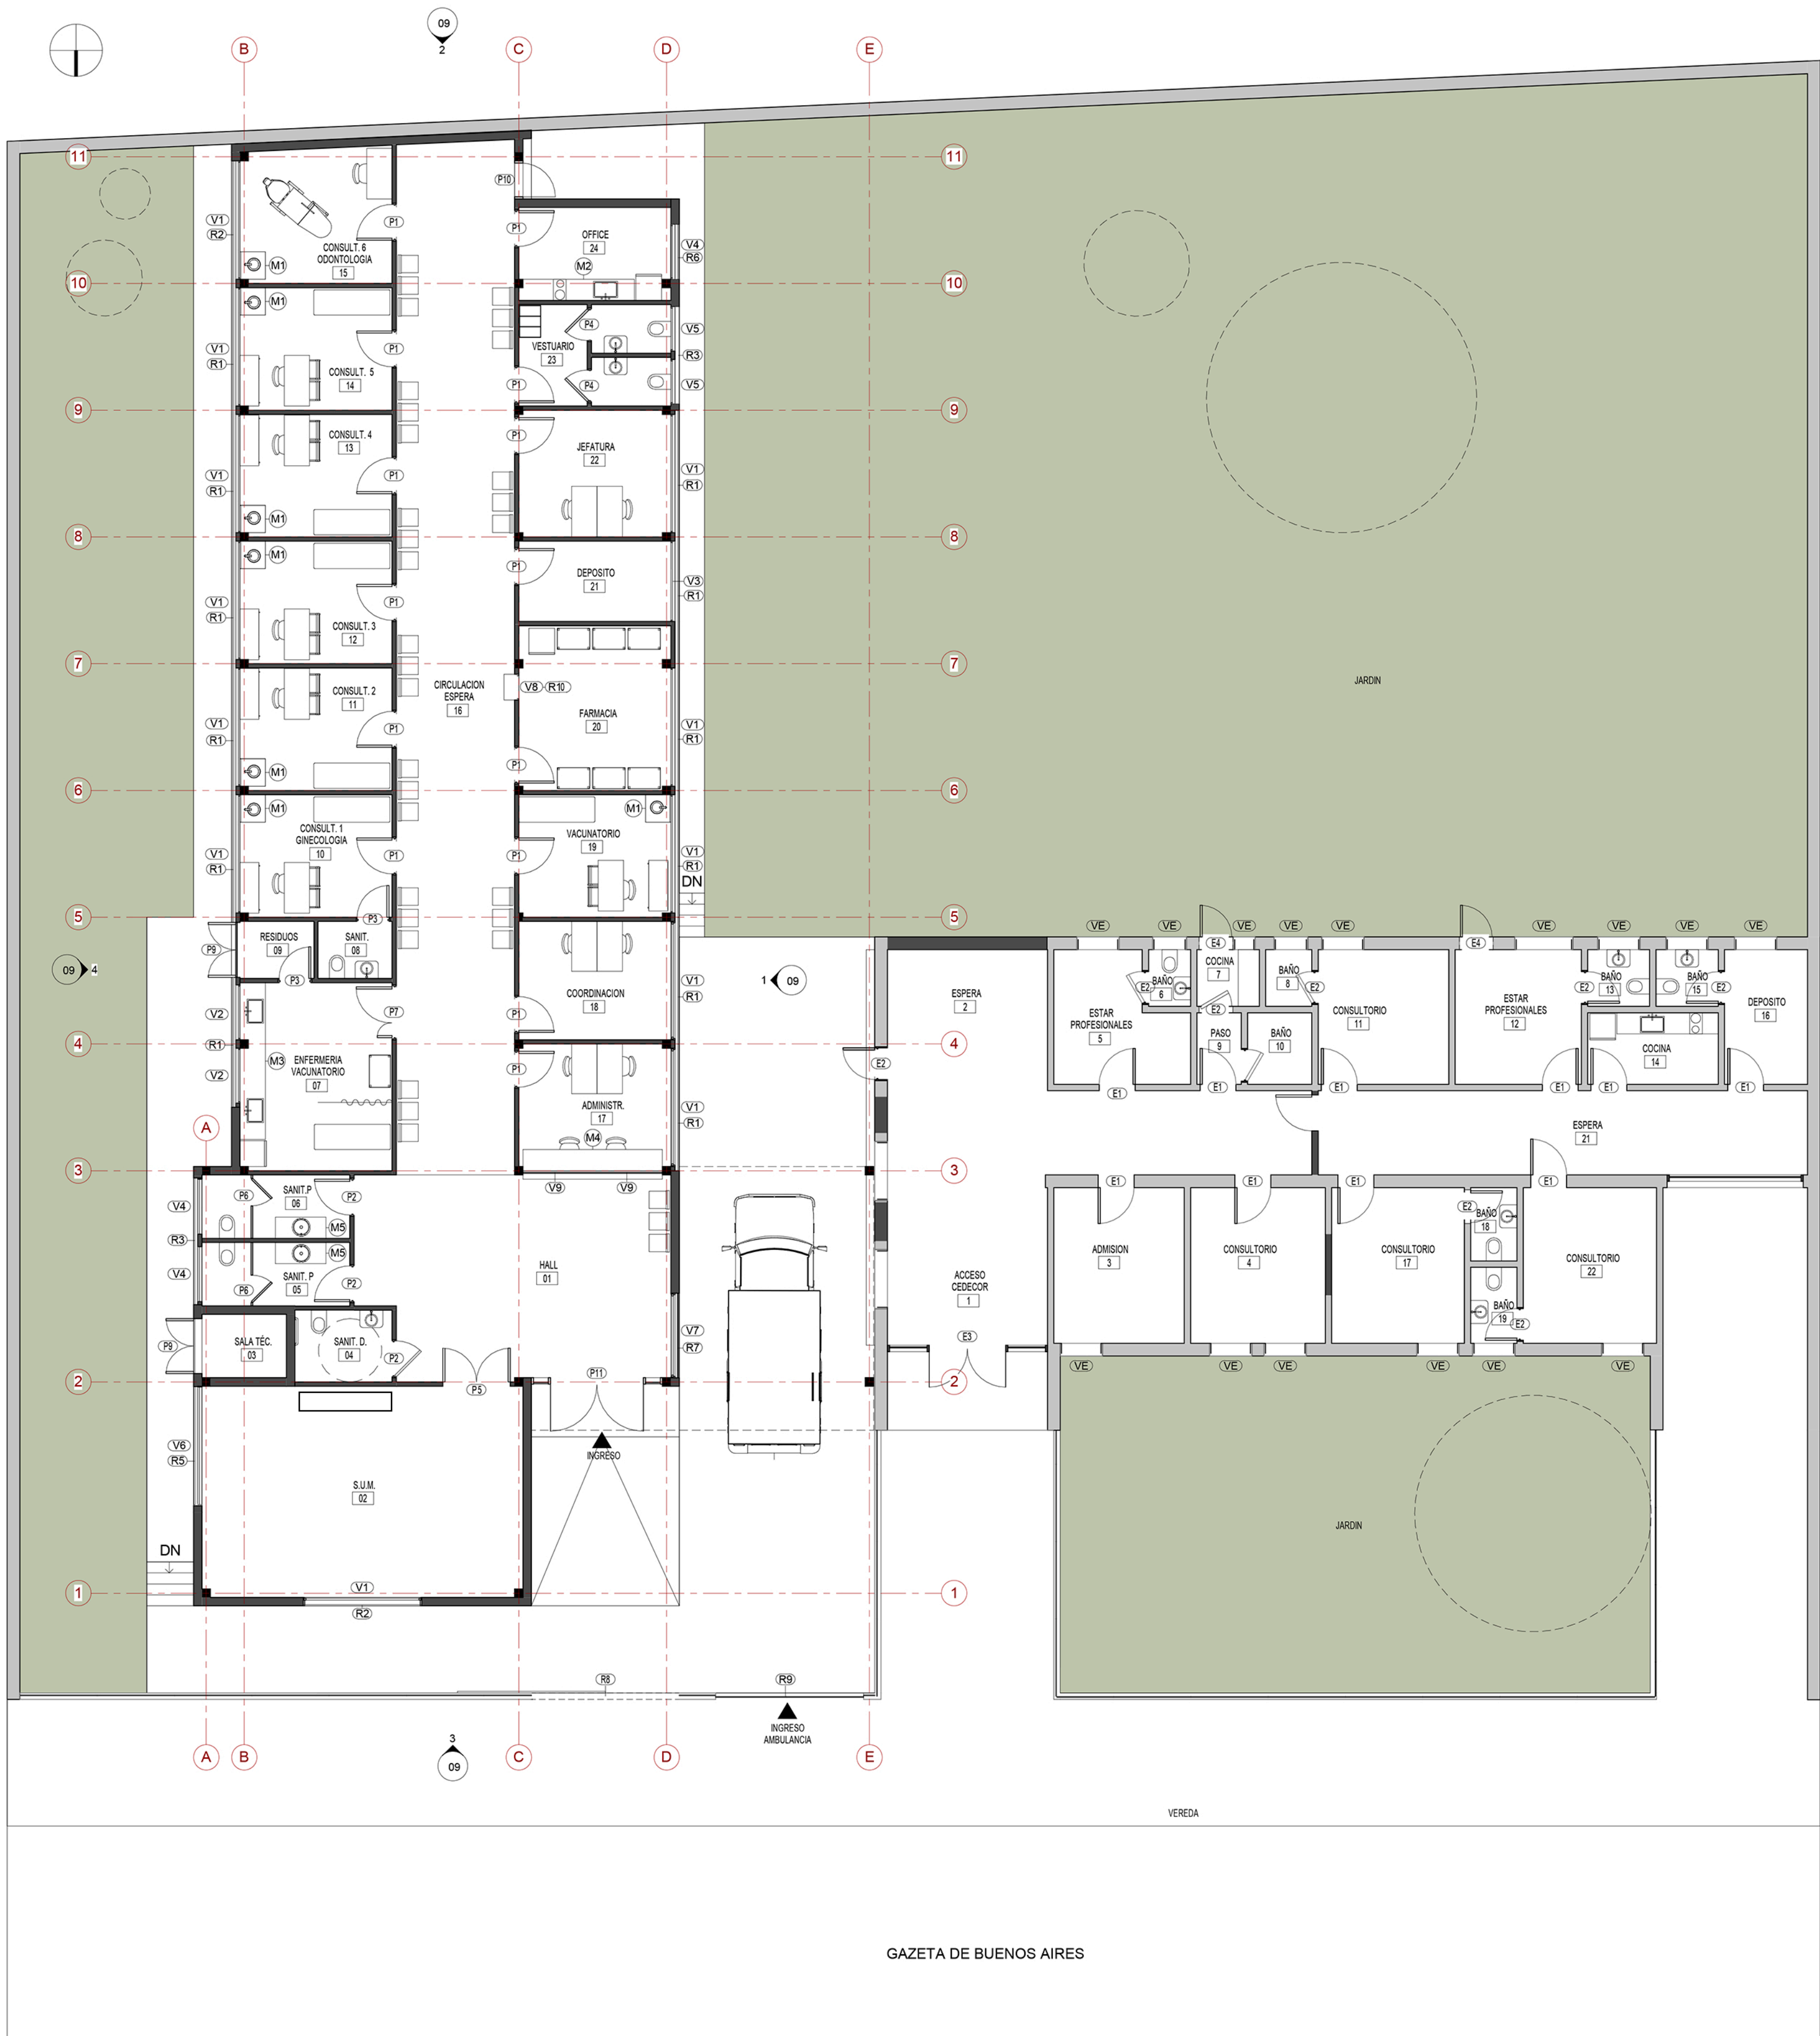 09
2
B
C
D
E
11
11
P10
V1
R2
P1
P1
OFFICE
24
V4
R6
CONSULT. 6
ODONTOLOGIA
15
M1
M2
10
10
M1
P4
V5
VESTUARIO
23
R3
V1
R1
P1
CONSULT. 5
14
P1
P4
V5
9
9
CONSULT. 4
13
P1
JEFATURA
22
V1
R1
P1
V1
R1
M1
8
8
M1
P1
DEPOSITO
21
V3
R1
V1
R1
P1
CONSULT. 3
12
7
7
JARDIN
CONSULT. 2
11
CIRCULACION
ESPERA
16
V8
R10
FARMACIA
20
V1
R1
P1
V1
R1
M1
P1
6
6
M1
M1
CONSULT. 1
GINECOLOGIA
10
VACUNATORIO
19
V1
R1
P1
P1
V1
R1
DN
5
5
P3
VE
VE
VE
VE
VE
VE
VE
VE
VE
RESIDUOS
09
SANIT.
08
P9
P3
E4
E4
09
4
1
09
COCINA
7
BAÑO
6
E2
BAÑO
8
E2
BAÑO
13
E2
BAÑO
15
E2
COORDINACION
18
V1
R1
ESPERA
2
ESTAR
PROFESIONALES
5
E2
CONSULTORIO
11
ESTAR
PROFESIONALES
12
DEPOSITO
16
V2
P7
P1
PASO
9
BAÑO
10
4
R1
4
COCINA
14
M3
ENFERMERIA
VACUNATORIO
07
P1
E2
V2
E1
E1
E1
E1
E1
E1
ADMINISTR.
17
M4
V1
R1
A
ESPERA
21
3
3
V9
V9
E1
E1
E1
E1
SANIT.P
06
P6
P2
V4
M5
E2
BAÑO
18
R3
M5
ADMISION
3
CONSULTORIO
4
CONSULTORIO
17
CONSULTORIO
22
V4
SANIT. P
05
P6
P2
HALL
01
ACCESO
CEDECOR
1
BAÑO
19
E2
SALA TÉC.
03
SANIT. D.
04
P9
P2
V7
R7
E3
VE
VE
VE
VE
VE
VE
2
P5
P11
2
V6
R5
INGRESO
S.U.M.
02
JARDIN
DN
1
V1
R2
1
R8
R9
INGRESO
AMBULANCIA
A
B
3
09
C
D
E
VEREDA
GAZETA DE BUENOS AIRES